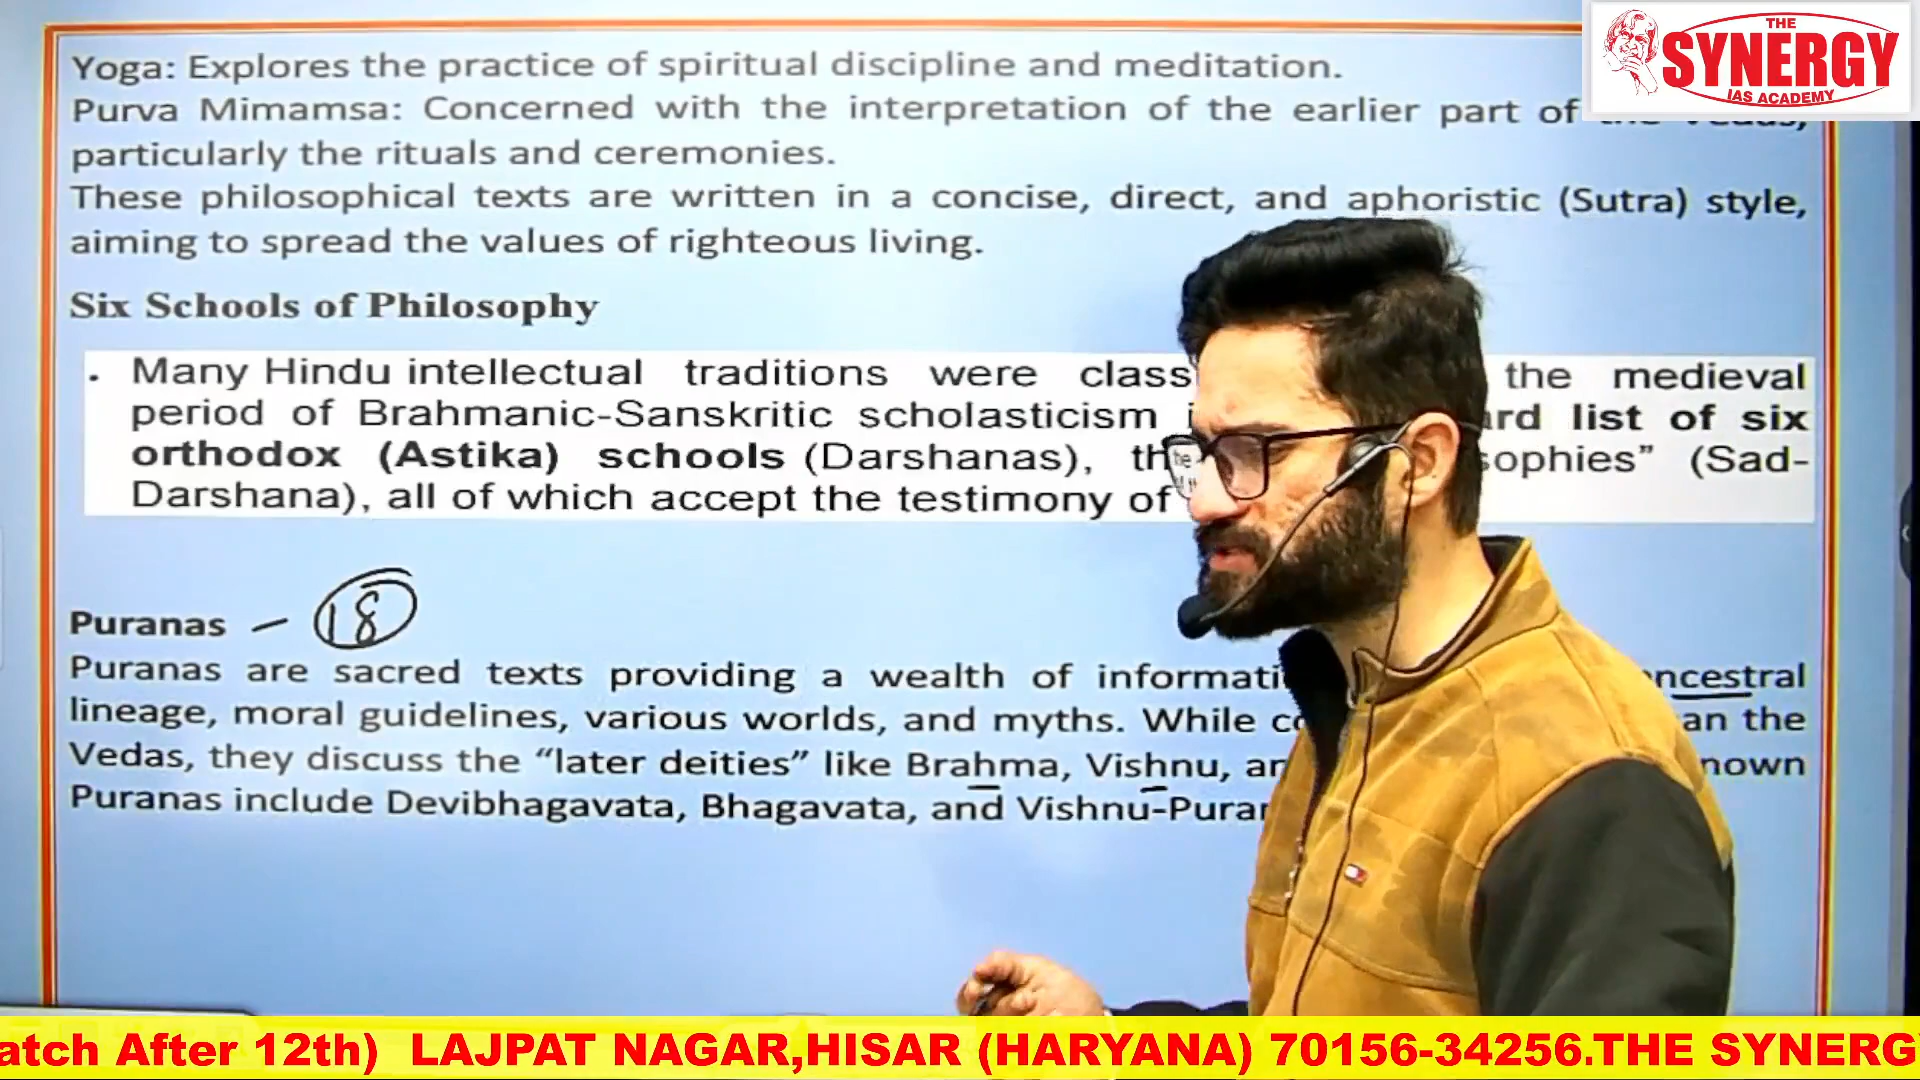 THE
SYNERGY
IAS ACADEMY
Yoga: Explores the practice of spiritual discipline and meditation.
Purva Mimamsa: Concerned with the interpretation of the earlier part of the Vedas,
particularly the rituals and ceremonies.
These philosophical texts are written in a concise, direct, and aphoristic (Sutra) style,
aiming to spread the values of righteous living.
Six Schools of Philosophy
• Many Hindu intellectual traditions were class the medieval
period of Brahmanic-Sanskritic scholasticism rd list of six
orthodox (Astika) schools (Darshanas), th sophies” (Sad-
Darshana), all of which accept the testimony of
Puranas – 18
Puranas are sacred texts providing a wealth of informati ncestral
lineage, moral guidelines, various worlds, and myths. While co an the
Vedas, they discuss the “later deities” like Brahma, Vishnu, an nown
Puranas include Devibhagavata, Bhagavata, and Vishnu-Puran
atch After 12th) LAJPAT NAGAR,HISAR (HARYANA) 70156-34256.THE SYNERG